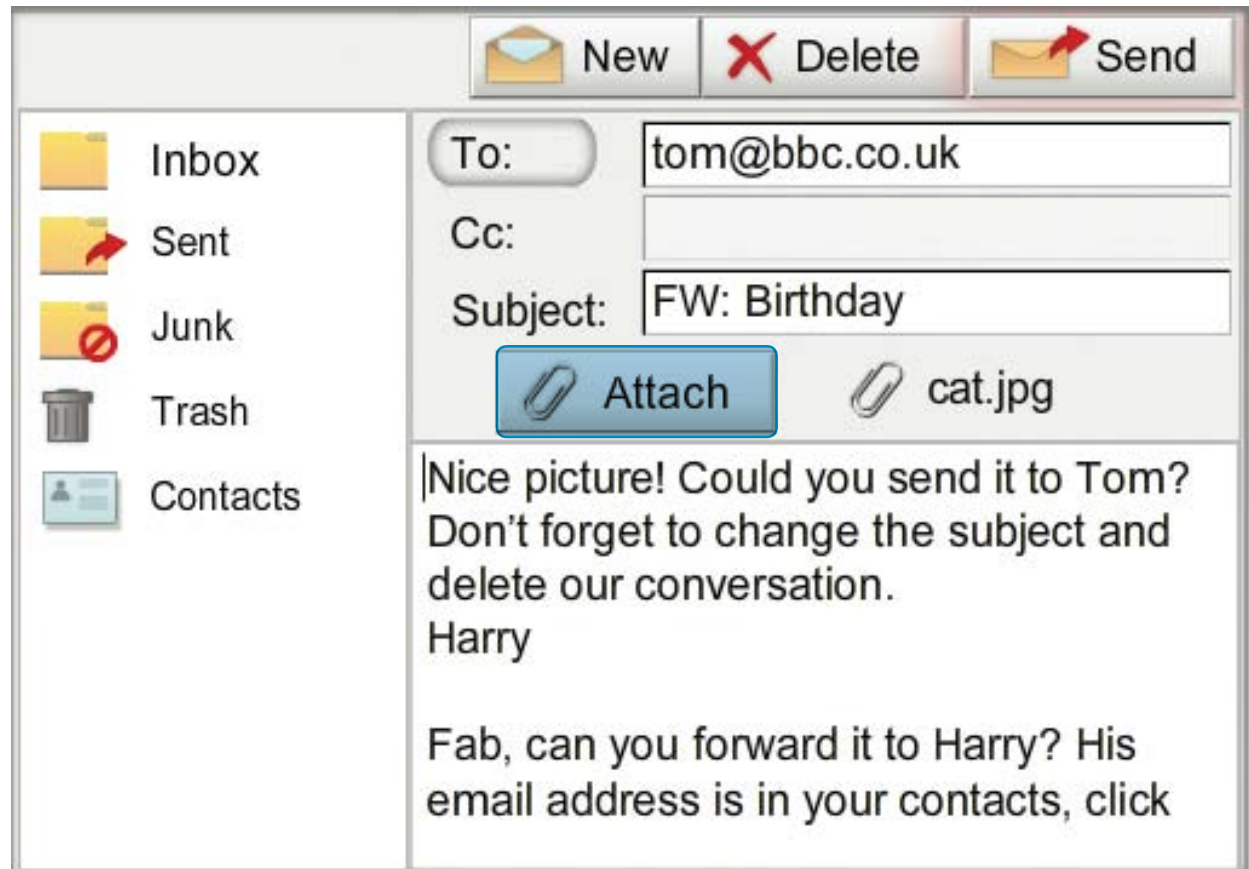 New Delete Send
Inbox
Sent
Junk
Trash
Contacts
To: tom@bbc.co.uk
Cc:
Subject: FW: Birthday
Attach cat.jpg
Nice picture! Could you send it to Tom?
Don't forget to change the subject and
delete our conversation.
Harry
Fab, can you forward it to Harry? His
email address is in your contacts, click